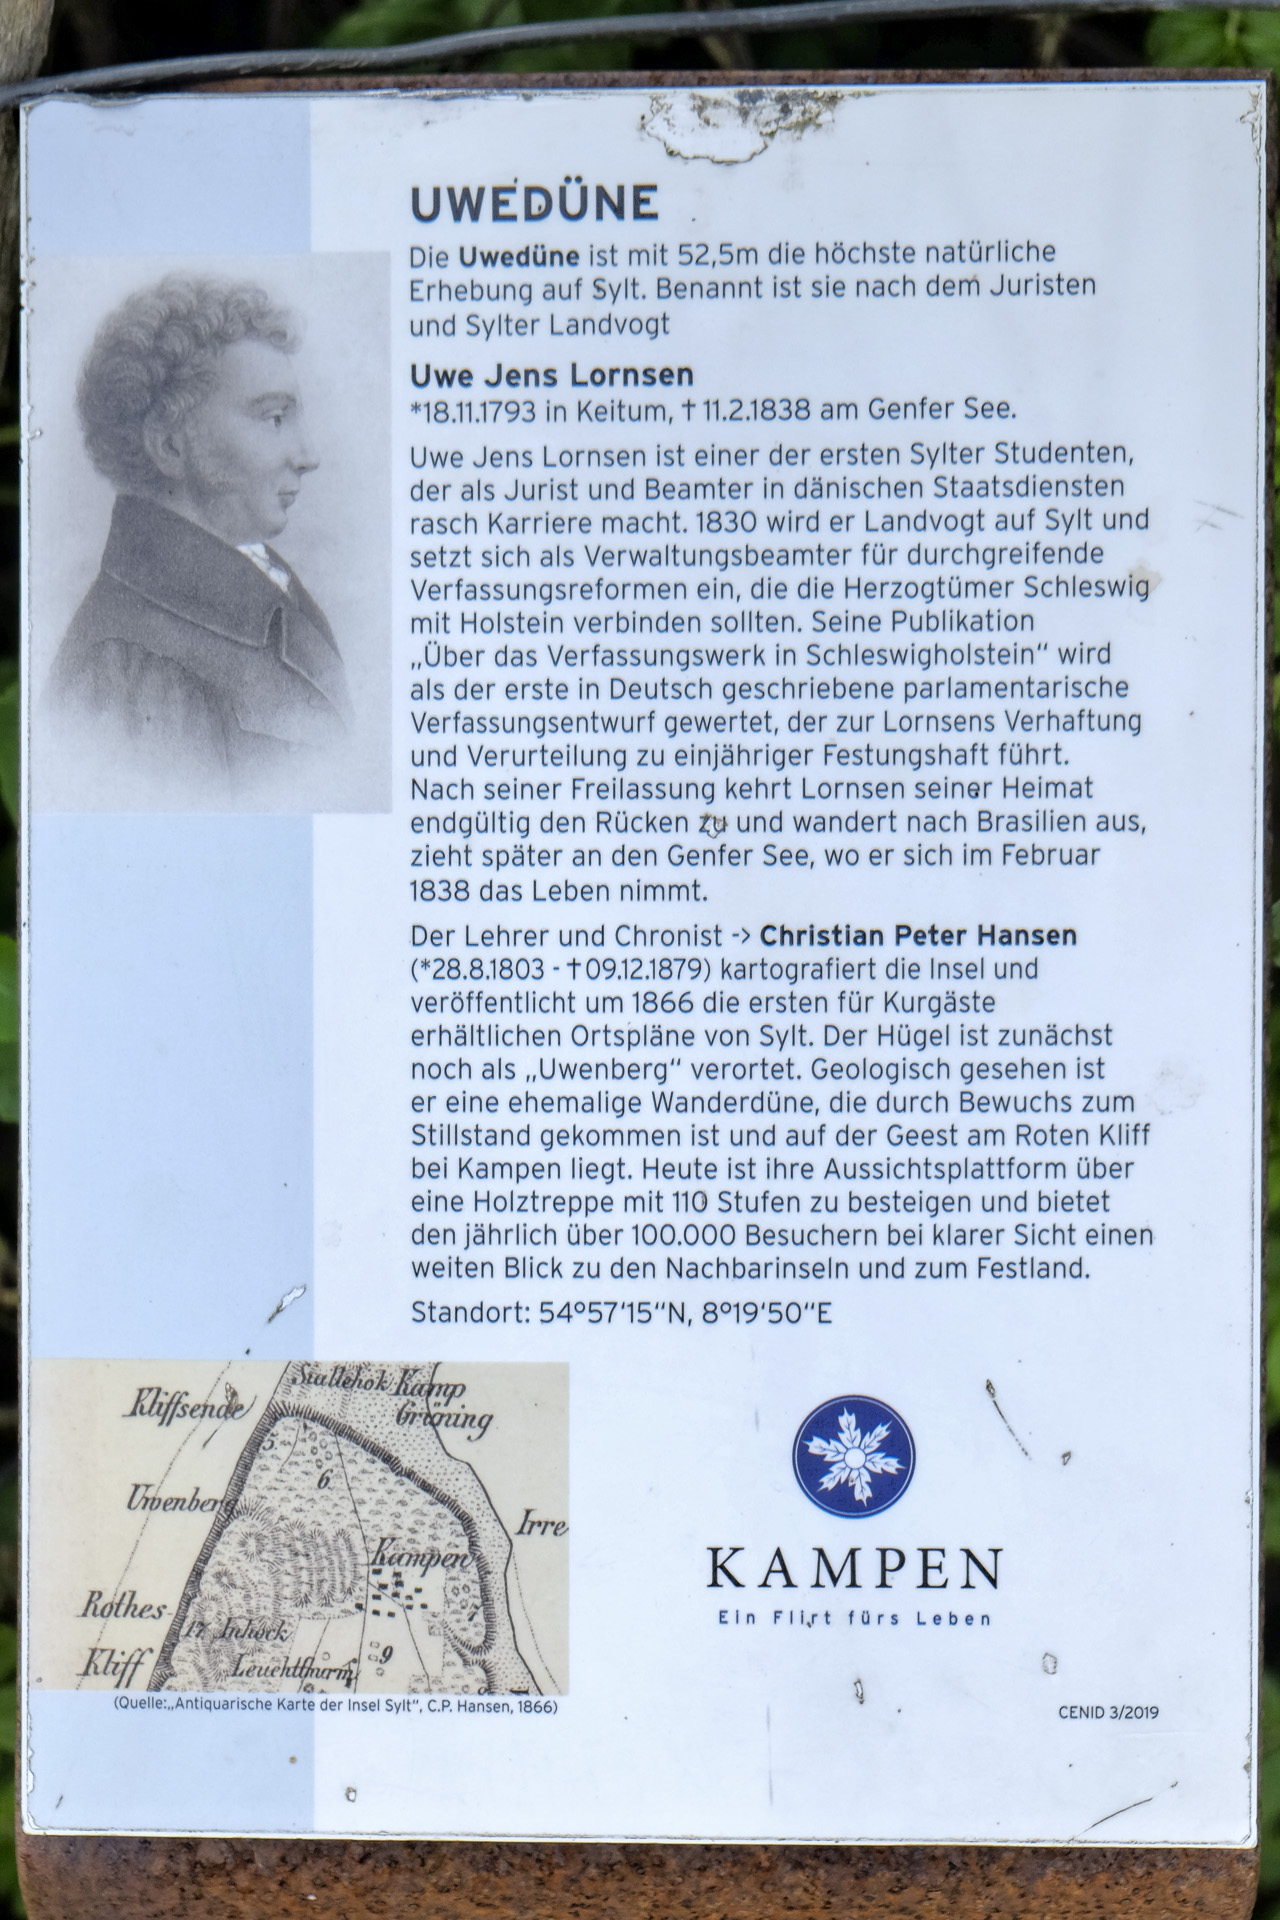 UWEDÜNE
Die Uwedüne ist mit 52,5m die höchste natürliche
Erhebung auf Sylt. Benannt ist sie nach dem Juristen
und Sylter Landvogt
Uwe Jens Lornsen
*18.11.1793 in Keitum, †11.2.1838 am Genfer See.
Uwe Jens Lornsen ist einer der ersten Sylter Studenten,
der als Jurist und Beamter in dänischen Staatsdiensten
rasch Karriere macht. 1830 wird er Landvogt auf Sylt und
setzt sich als Verwaltungsbeamter für durchgreifende
Verfassungsreformen ein, die die Herzogtümer Schleswig
mit Holstein verbinden sollten. Seine Publikation
„Über das Verfassungswerk in Schleswigholstein“ wird
als der erste in Deutsch geschriebene parlamentarische
Verfassungsentwurf gewertet, der zur Lornsens Verhaftung
und Verurteilung zu einjähriger Festungshaft führt.
Nach seiner Freilassung kehrt Lornsen seiner Heimat
endgültig den Rücken zu und wandert nach Brasilien aus,
zieht später an den Genfer See, wo er sich im Februar
1838 das Leben nimmt.
Der Lehrer und Chronist -> Christian Peter Hansen
(*28.8.1803 - †09.12.1879) kartografiert die Insel und
veröffentlicht um 1866 die ersten für Kurgäste
erhältlichen Ortspläne von Sylt. Der Hügel ist zunächst
noch als „Uwenberg“ verortet. Geologisch gesehen ist
er eine ehemalige Wanderdüne, die durch Bewuchs zum
Stillstand gekommen ist und auf der Geest am Roten Kliff
bei Kampen liegt. Heute ist ihre Aussichtsplattform über
eine Holztreppe mit 110 Stufen zu besteigen und bietet
den jährlich über 100.000 Besuchern bei klarer Sicht einen
weiten Blick zu den Nachbarinseln und zum Festland.
Standort: 54°57‘15“N, 8°19‘50“E
Stallehok Kamp
Kliffsende
Gröning
5
6
Uwenberg
Irre
Kampen
Rothes
7
17 Inhock
Kliff
Leuchtthurm
9
(Quelle:„Antiquarische Karte der Insel Sylt“, C.P. Hansen, 1866)
KAMPEN
Ein Flirt fürs Leben
CENID 3/2019